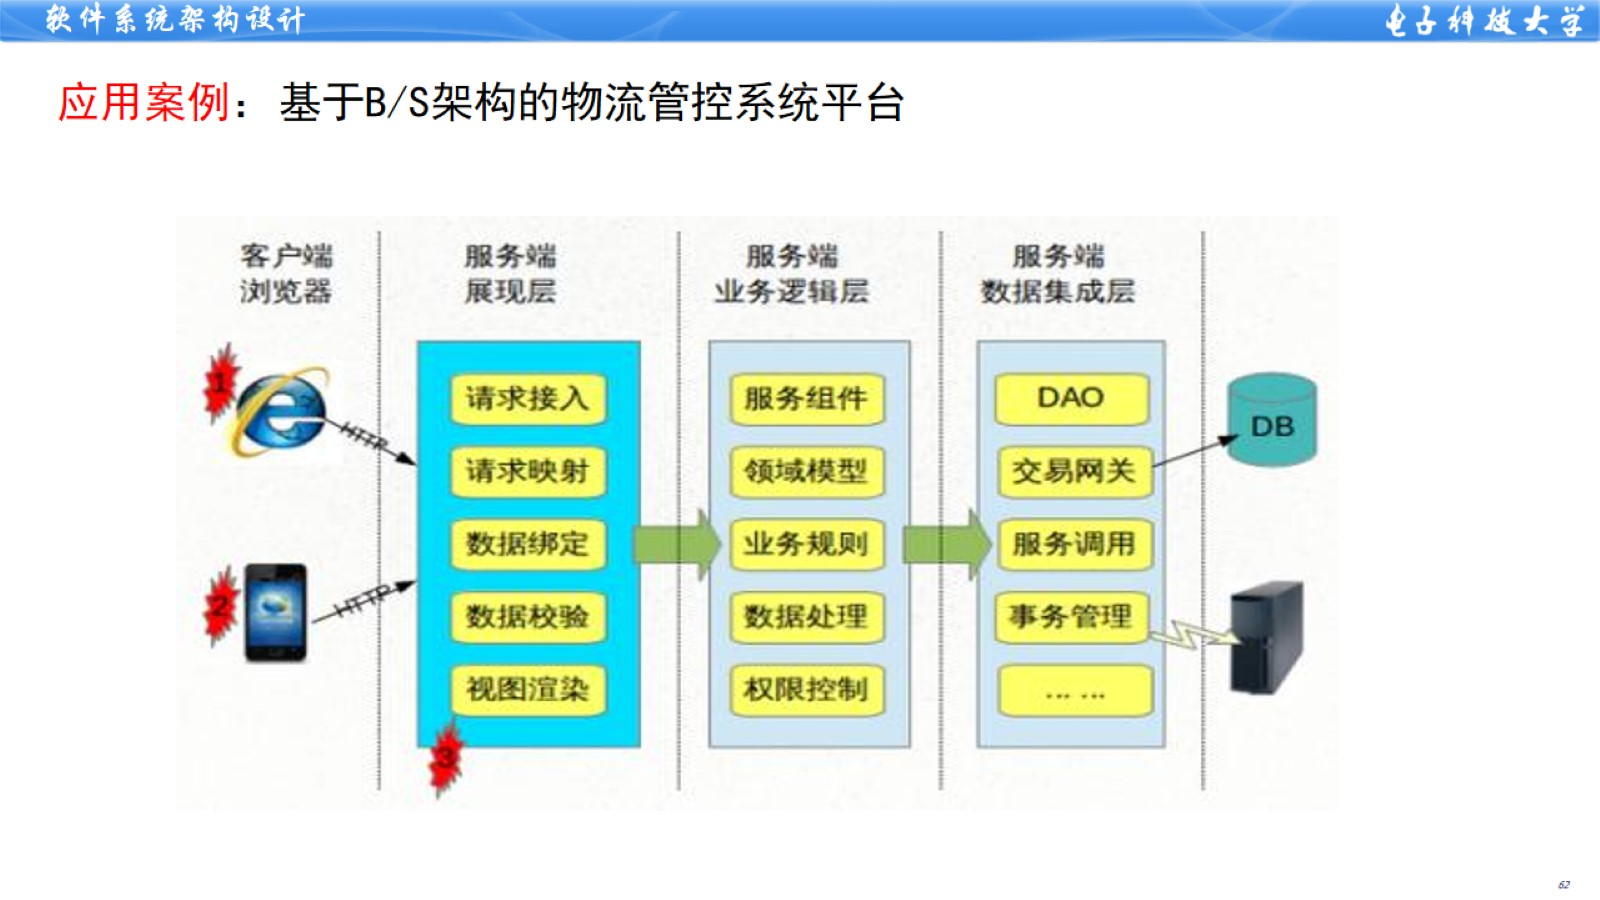 软件系统架构设计
电子科技大学
应用案例：基于B/S架构的物流管控系统平台
客户端
浏览器
服务端
展现层
服务端
业务逻辑层
服务端
数据集成层
1
HTTP
2
HTTP
请求接入
请求映射
数据绑定
数据校验
视图渲染
3
服务组件
领域模型
业务规则
数据处理
权限控制
DAO
交易网关
服务调用
事务管理
... ...
DB
62